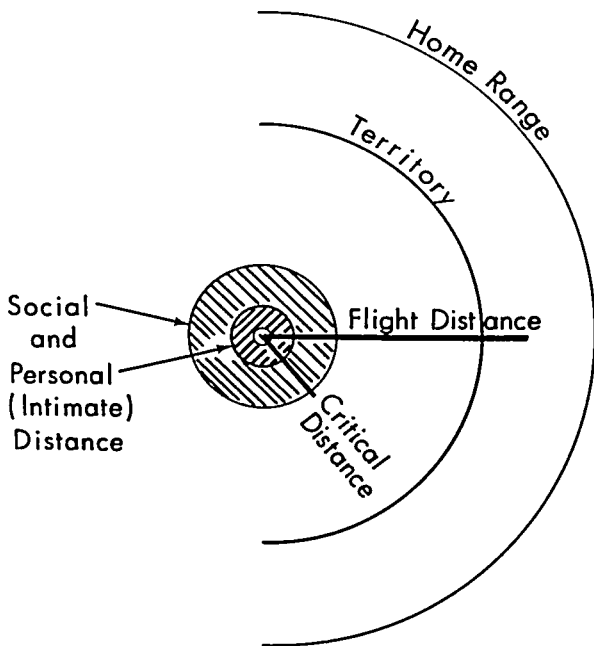 Home Range
Territory
Flight Distance
Social
and
Personal
(Intimate)
Distance
Critical
Distance